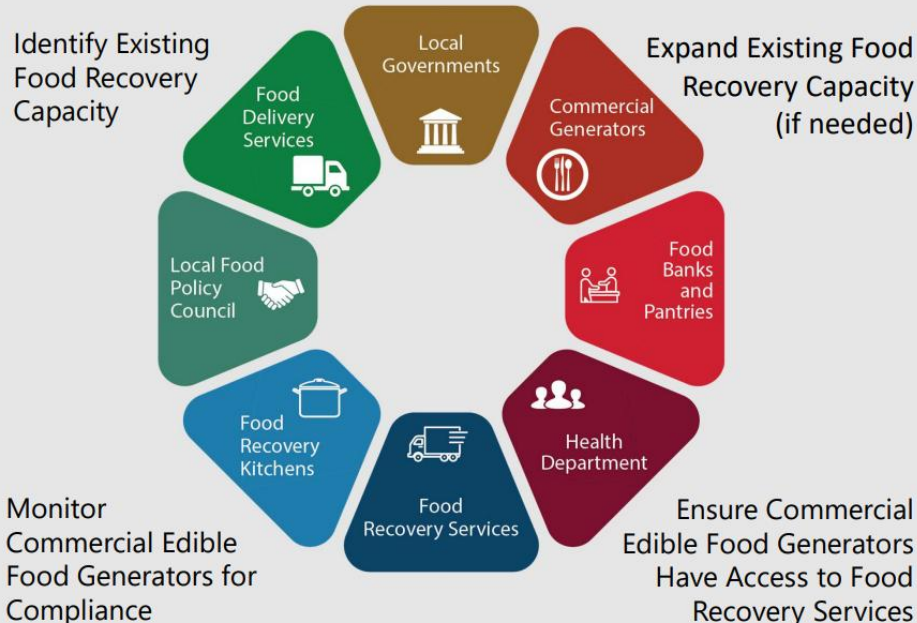 Identify Existing
Food Recovery
Capacity
Expand Existing Food
Recovery Capacity
(if needed)
Local
Governments
Commercial
Generators
Food
Banks
and
Pantries
Health
Department
Food
Recovery Services
Food
Recovery
Kitchens
Local Food
Policy
Council
Food
Delivery
Services
Monitor
Commercial Edible
Food Generators for
Compliance
Ensure Commercial
Edible Food Generators
Have Access to Food
Recovery Services